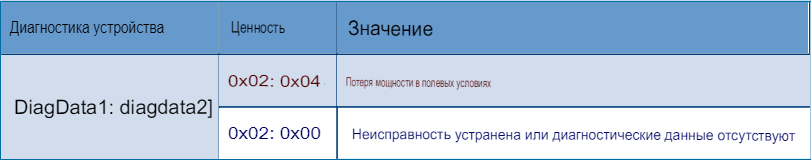 Диагностика устройства Ценность Значение
DiagData1: diagdata2] 0x02: 0x04 Потеря мощности в полевых условиях
0x02: 0x00 Неисправность устранена или диагностические данные отсутствуют